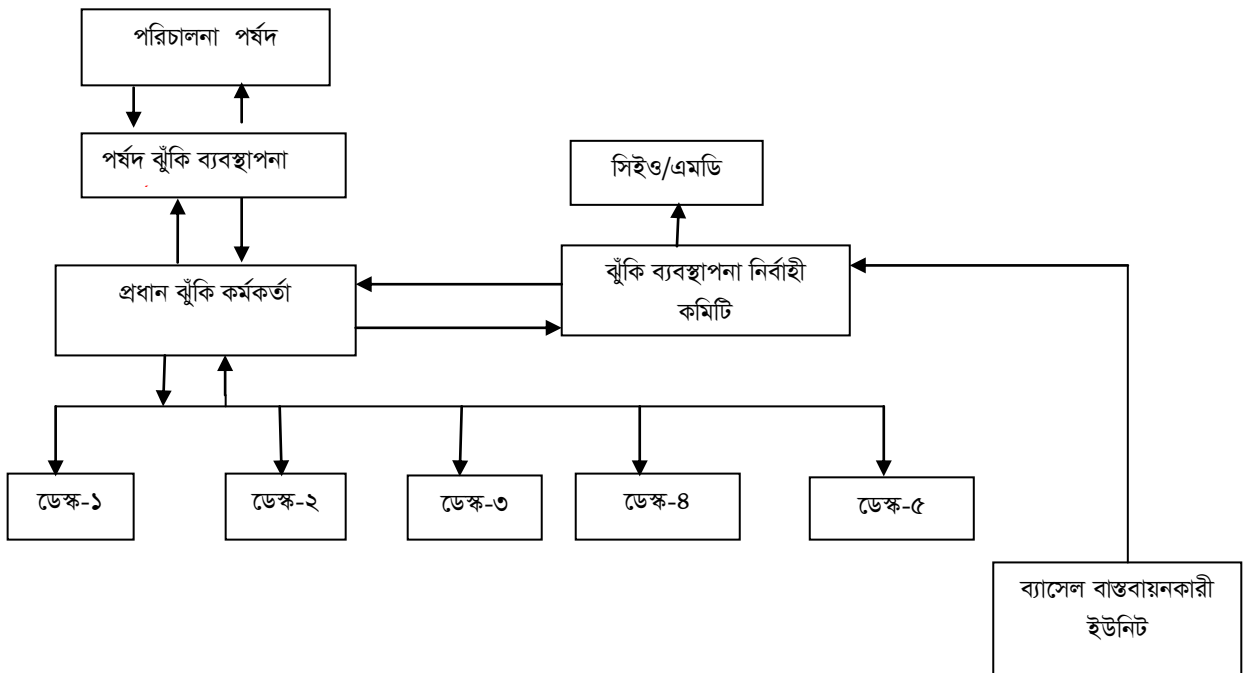 পরিচালনা পর্ষদ
পর্ষদ ঝুঁকি ব্যবস্থাপনা
সিইও/এমডি
প্রধান ঝুঁকি কর্মকর্তা
ঝুঁকি ব্যবস্থাপনা নির্বাহী
কমিটি
ডেস্ক-১
ডেস্ক-২
ডেস্ক-৩
ডেস্ক-৪
ডেস্ক-৫
ব্যাসেল বাস্তবায়নকারী
ইউনিট